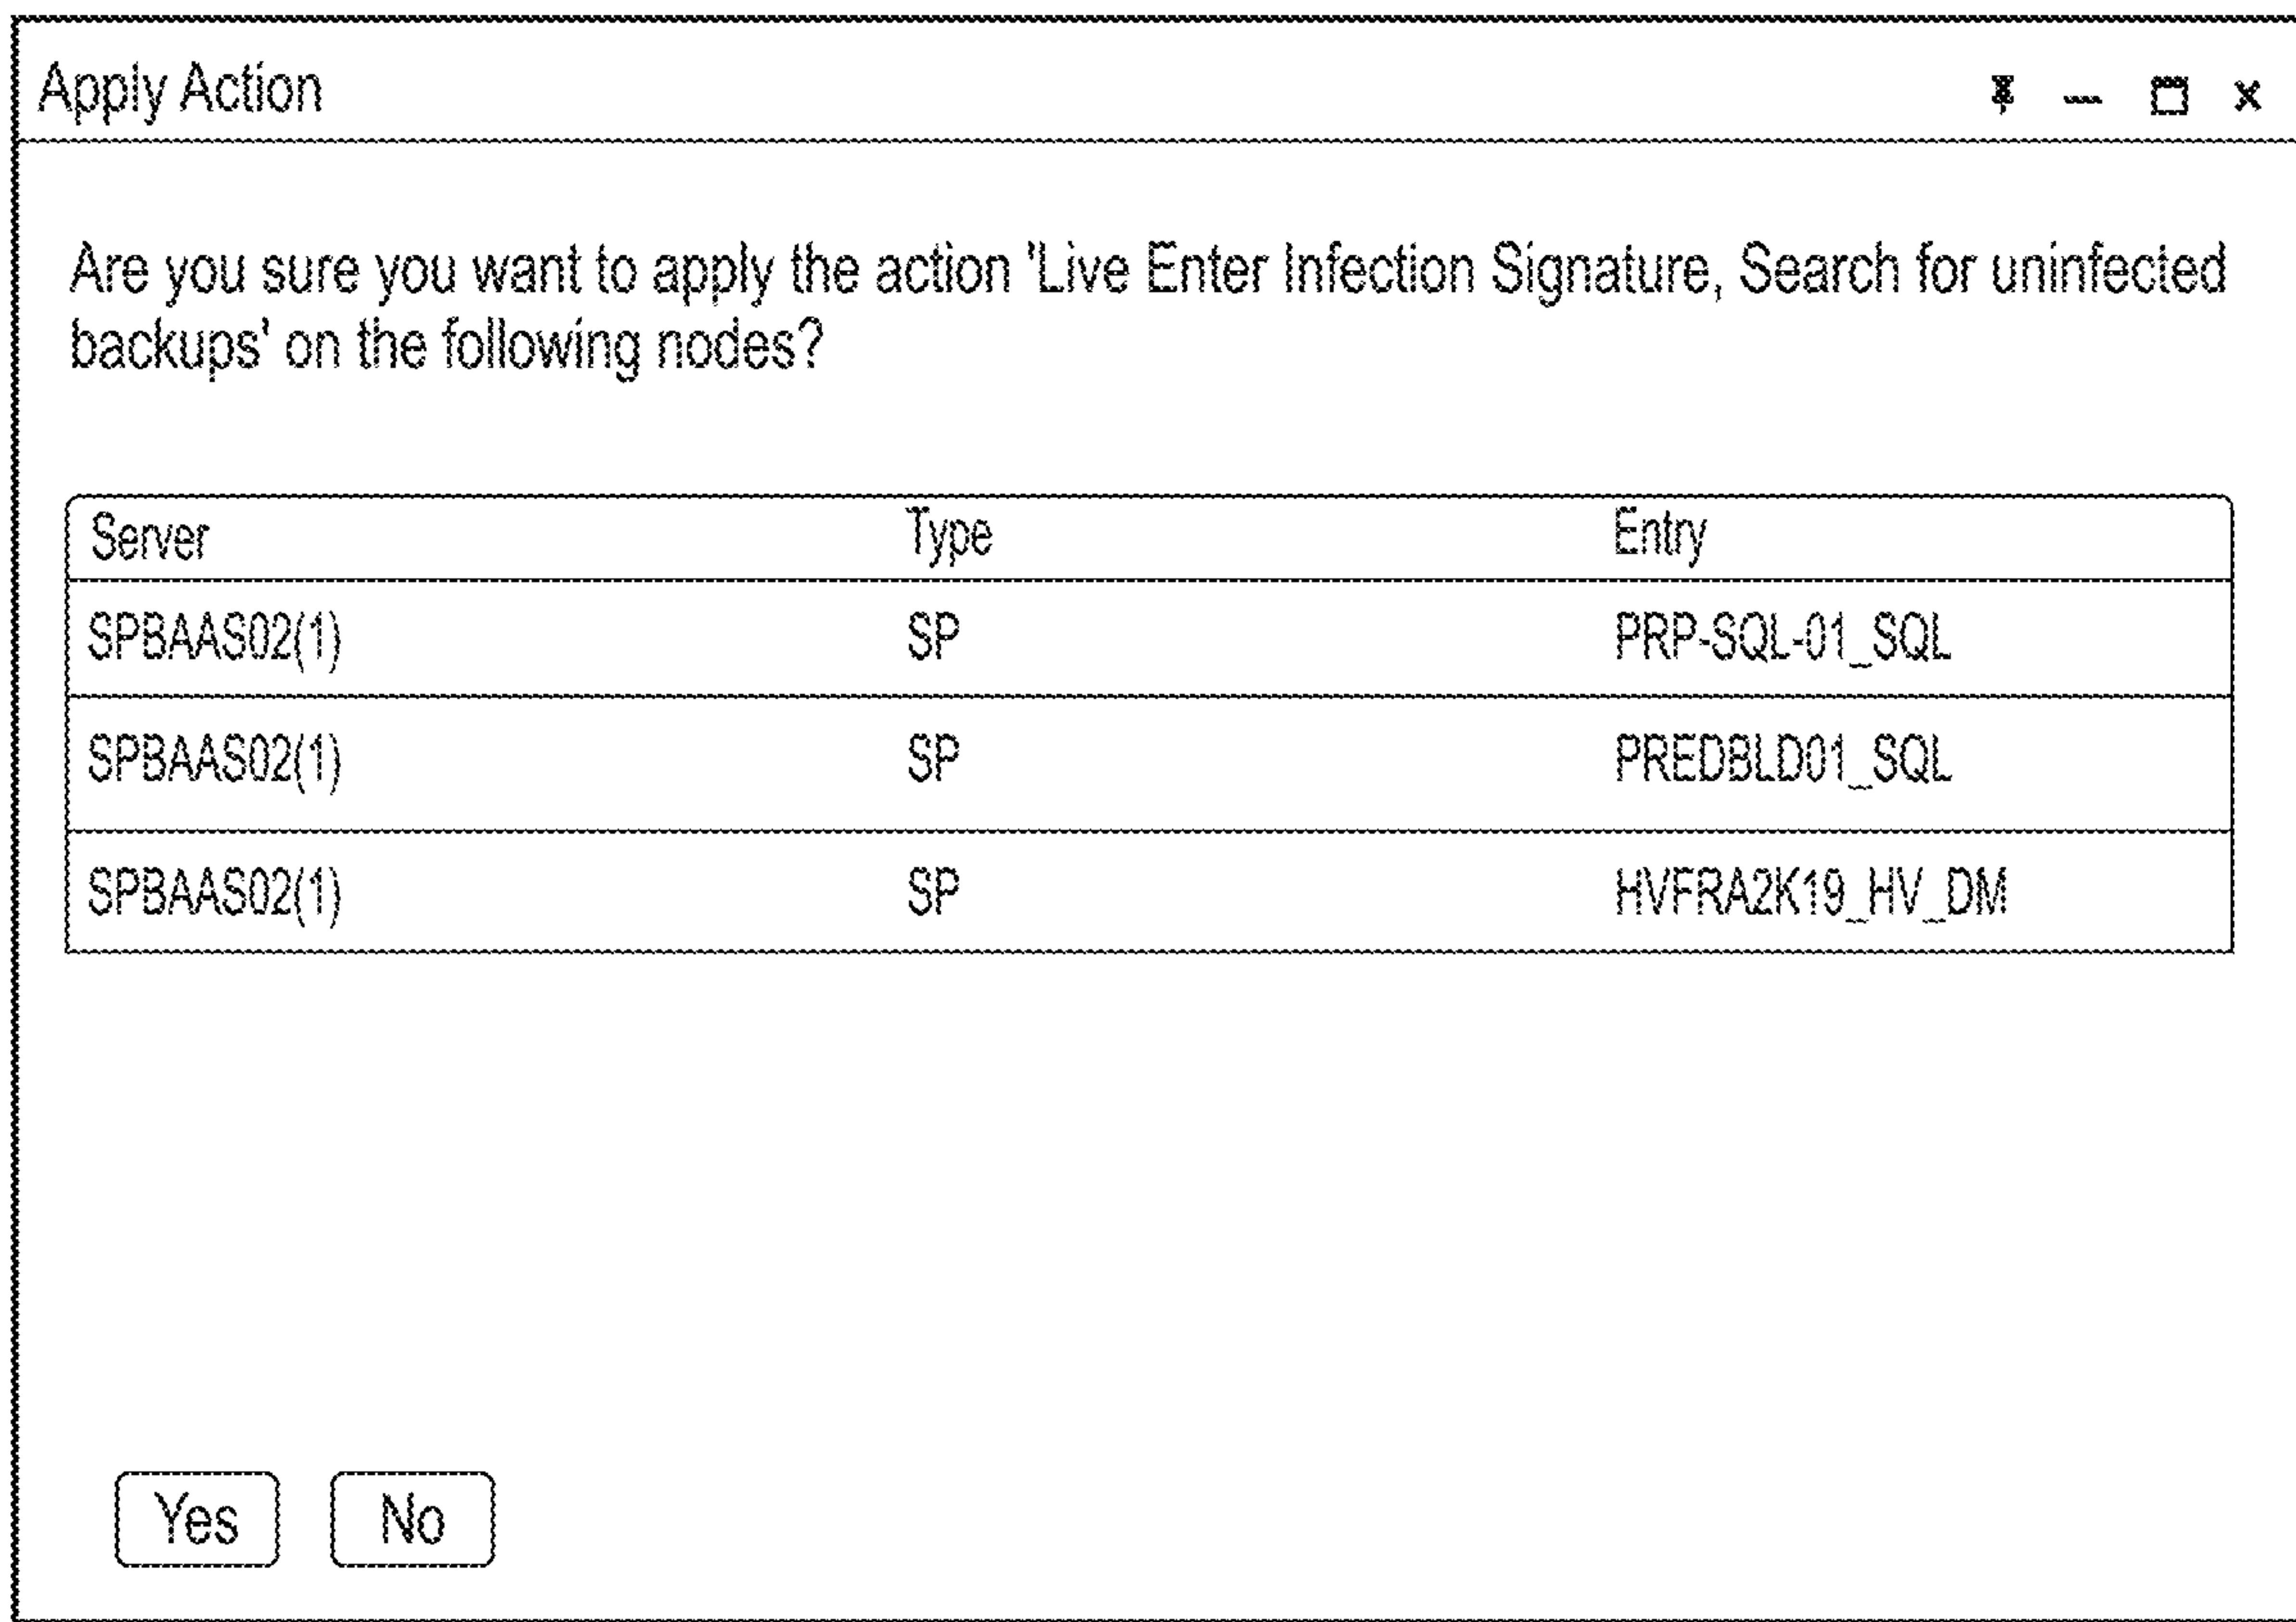 Apply Action
Are you sure you want to apply the action 'Live Enter Infection Signature, Search for uninfected
backups' on the following nodes?
Server Type Entry
SPBAAS02(1) SP PRP-SQL-01_SQL
SPBAAS02(1) SP PREDBLD01_SQL
SPBAAS02(1) SP HVFRA2K19_HV_DM
Yes No